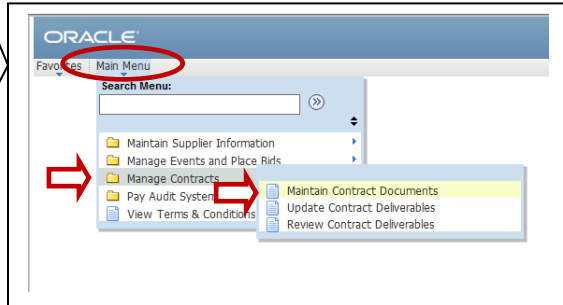 ORACLE
Favorites Main Menu
Search Menu:
Maintain Supplier Information
Manage Events and Place Bids
Manage Contracts
Maintain Contract Documents
Pay Audit System
Update Contract Deliverables
View Terms & Conditions
Review Contract Deliverables